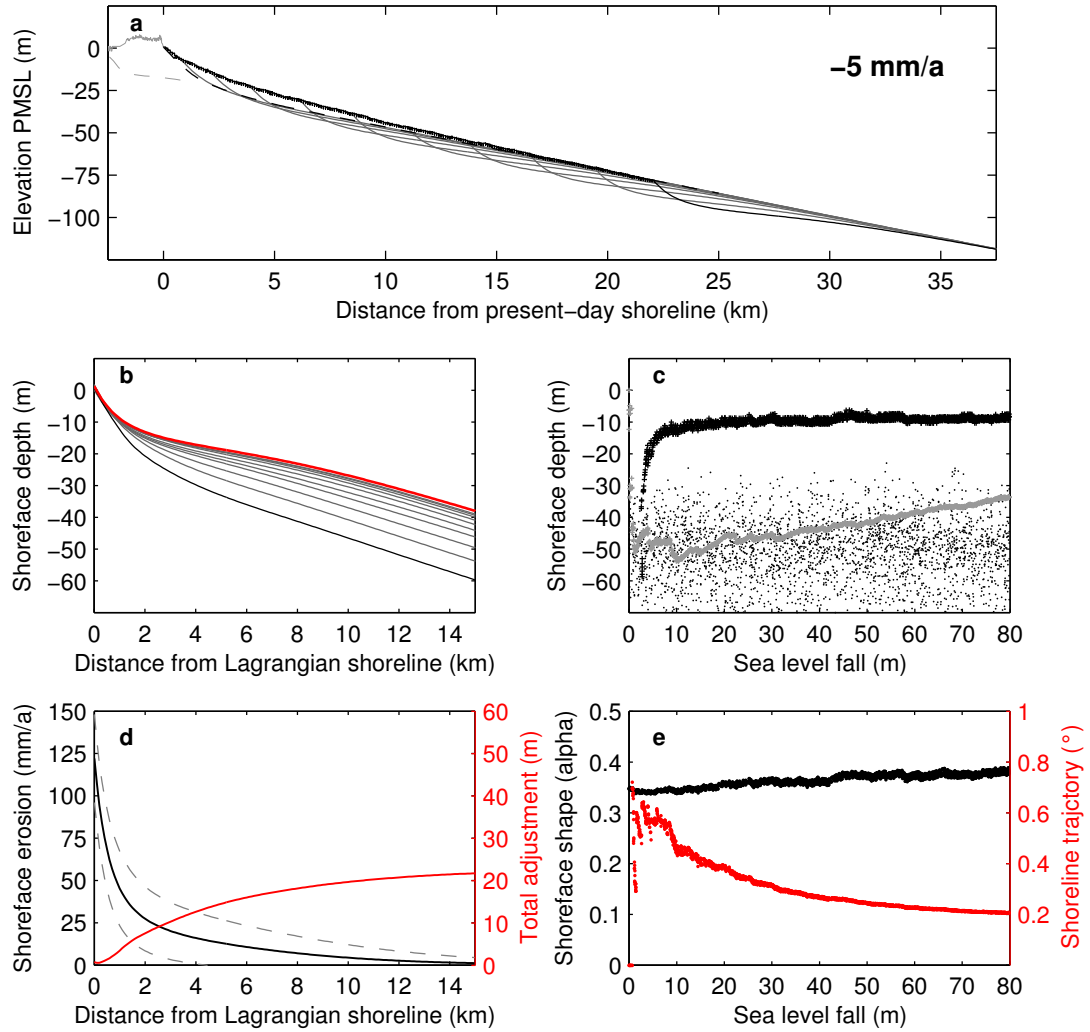 a
−5 mm/a
Elevation PMSL (m)
0
−25
−50
−75
−100
0 5 10 15 20 25 30 35
Distance from present−day shoreline (km)
b
Shoreface depth (m)
0
−10
−20
−30
−40
−50
−60
0 2 4 6 8 10 12 14
Distance from Lagrangian shoreline (km)
c
Shoreface depth (m)
0
−10
−20
−30
−40
−50
−60
0 10 20 30 40 50 60 70 80
Sea level fall (m)
d
Shoreface erosion (mm/a)
150
125
100
75
50
25
0
Total adjustment (m)
60
50
40
30
20
10
0
0 2 4 6 8 10 12 14
Distance from Lagrangian shoreline (km)
e
Shoreface shape (alpha)
0.5
0.4
0.3
0.2
0.1
0
Shoreline trajctory (°)
1
0.8
0.6
0.4
0.2
0
0 10 20 30 40 50 60 70 80
Sea level fall (m)